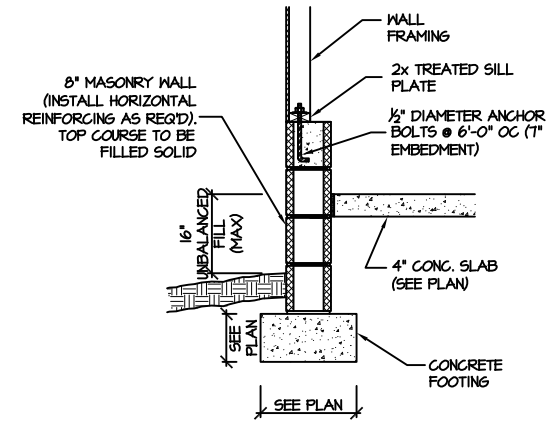 WALL
FRAMING
2x TREATED SILL
PLATE
8" MASONRY WALL
(INSTALL HORIZONTAL
REINFORCING AS REQ'D).
TOP COURSE TO BE
FILLED SOLID
½" DIAMETER ANCHOR
BOLTS @ 6'-0" OC (7"
EMBEDMENT)
16"
UNBALANCED
FILL
(MAX)
4" CONC. SLAB
(SEE PLAN)
SEE
PLAN
CONCRETE
FOOTING
SEE PLAN